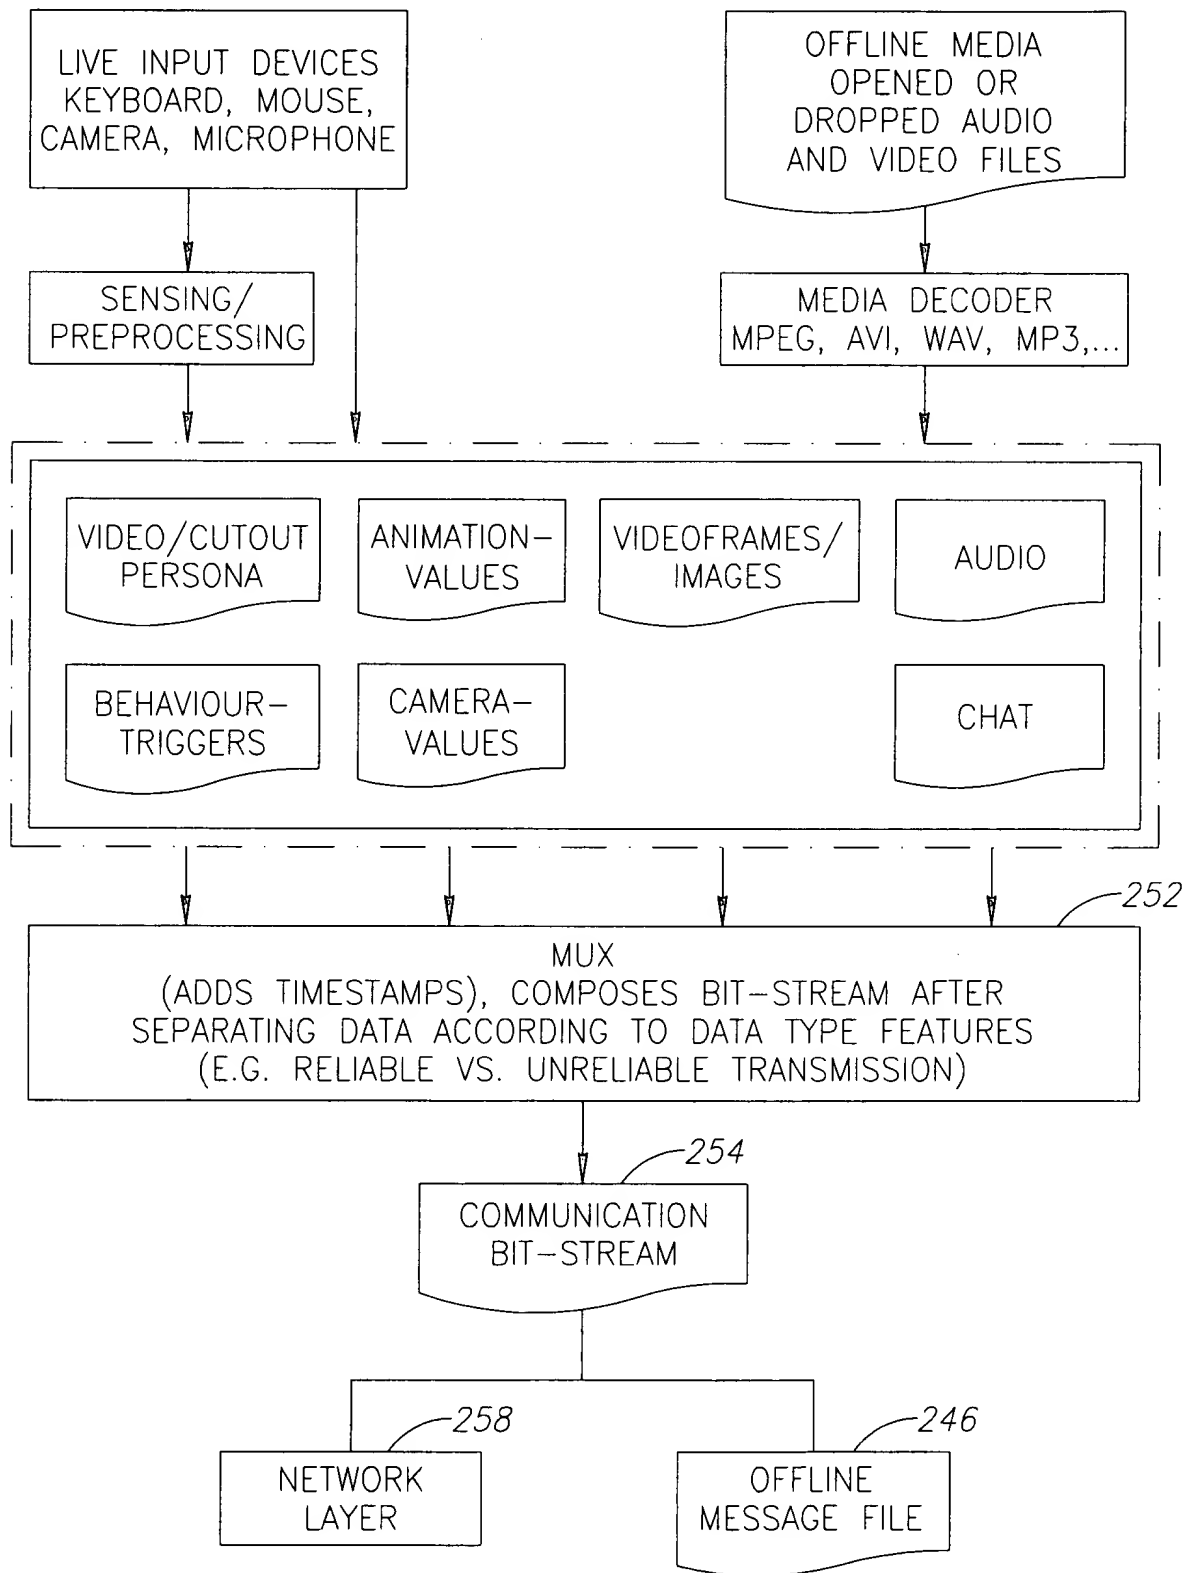 LIVE INPUT DEVICES
KEYBOARD, MOUSE,
CAMERA, MICROPHONE
OFFLINE MEDIA
OPENED OR
DROPPED AUDIO
AND VIDEO FILES
SENSING/
PREPROCESSING
MEDIA DECODER
MPEG, AVI, WAV, MP3,...
VIDEO/CUTOUT
PERSONA
ANIMATION-
VALUES
VIDEOFRAMES/
IMAGES
AUDIO
BEHAVIOUR-
TRIGGERS
CAMERA-
VALUES
CHAT
252
MUX
(ADDS TIMESTAMPS), COMPOSES BIT-STREAM AFTER
SEPARATING DATA ACCORDING TO DATA TYPE FEATURES
(E.G. RELIABLE VS. UNRELIABLE TRANSMISSION)
254
COMMUNICATION
BIT-STREAM
258
NETWORK
LAYER
246
OFFLINE
MESSAGE FILE